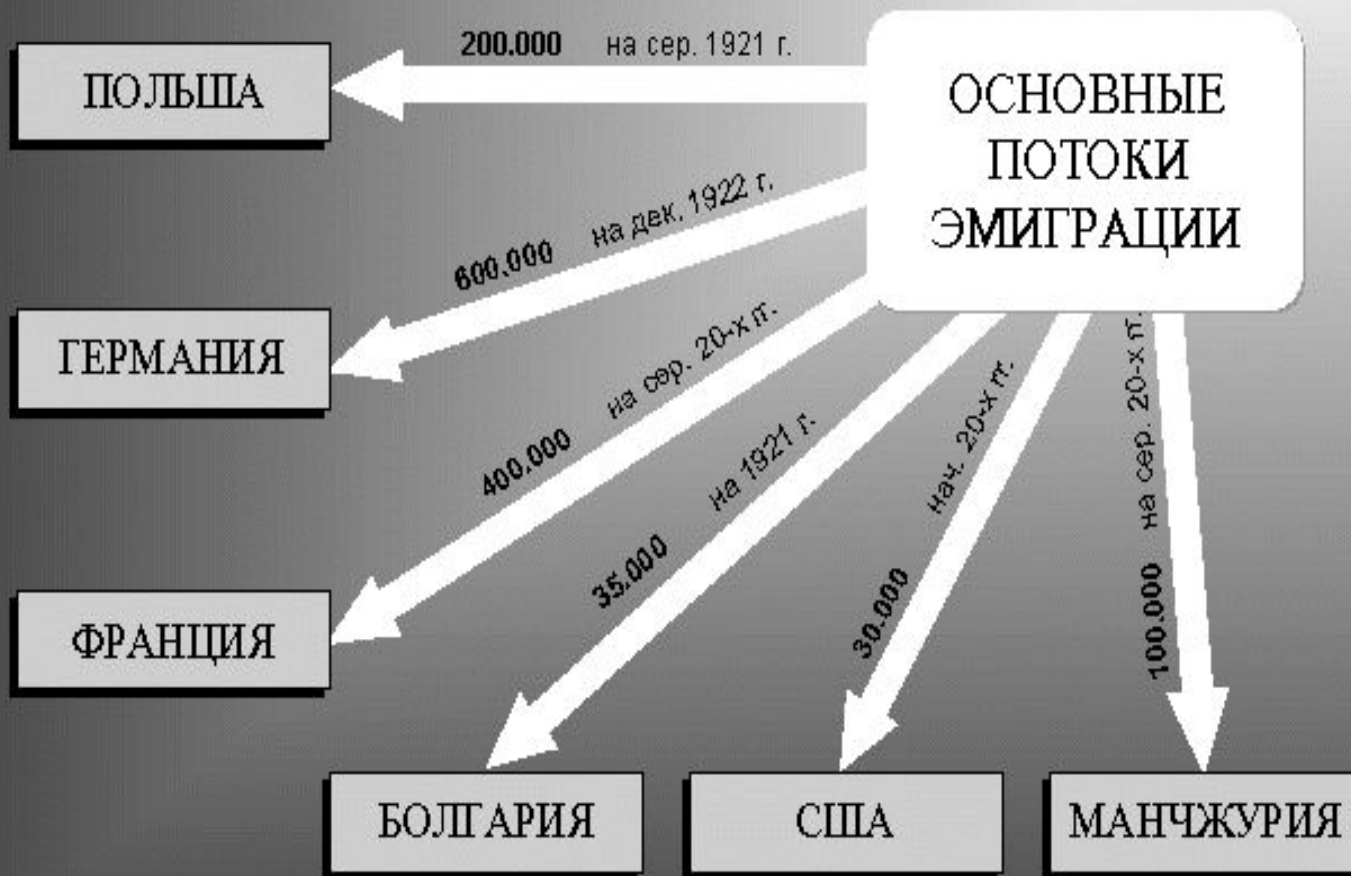 ОСНОВНЫЕ
ПОТОКИ
ЭМИГРАЦИИ
200.000 на сер. 1921 г.
ПОЛЬША
600.000 на дек. 1922 г.
ГЕРМАНИЯ
400.000 на сер. 20-х гг.
ФРАНЦИЯ
35.000 на 1921 г.
БОЛГАРИЯ
30.000 нач. 20-х гг.
США
100.000 на сер. 20-х гг.
МАНЧЖУРИЯ